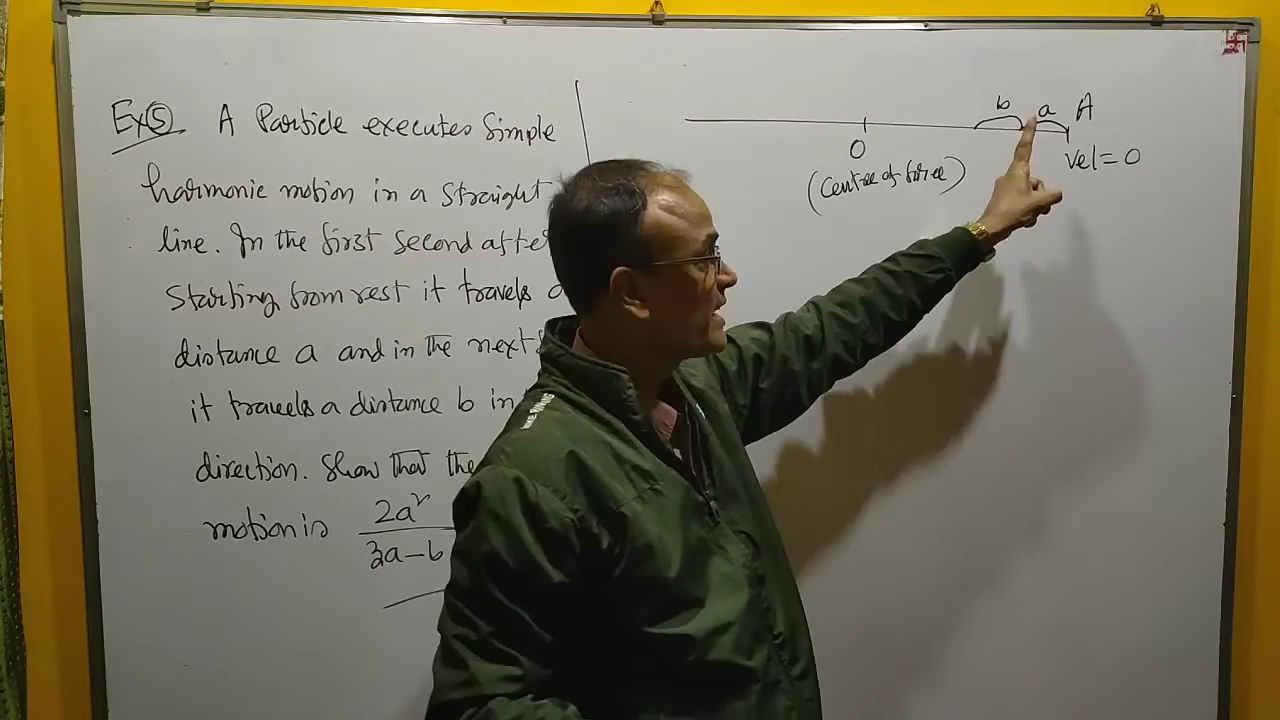 Ex⑤ A Particle executes Simple
harmonic motion in a straight
line. In the first second afte
starting from rest it travels
distance a and in the next
it travels a distance b in
direction. Show that the
motion is 2a²
3a-b
b a A
O vel = 0
(Centre of force)